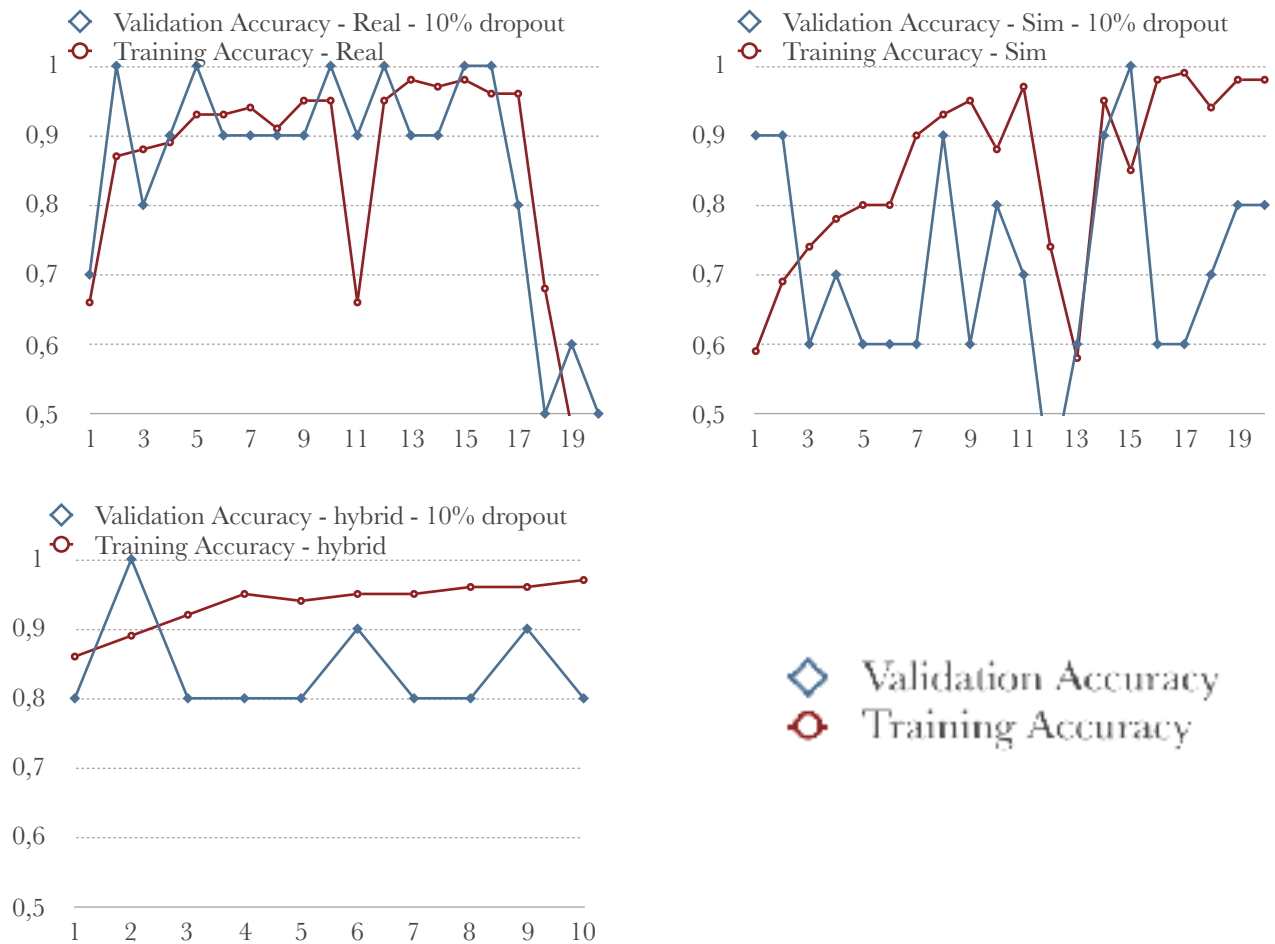 Validation Accuracy - Real - 10% dropout
Training Accuracy - Real
1
0,9
0,8
0,7
0,6
0,5
1 3 5 7 9 11 13 15 17 19
Validation Accuracy - Sim - 10% dropout
Training Accuracy - Sim
1
0,9
0,8
0,7
0,6
0,5
1 3 5 7 9 11 13 15 17 19
Validation Accuracy - hybrid - 10% dropout
Training Accuracy - hybrid
1
0,9
0,8
0,7
0,6
0,5
1 2 3 4 5 6 7 8 9 10
Validation Accuracy
Training Accuracy